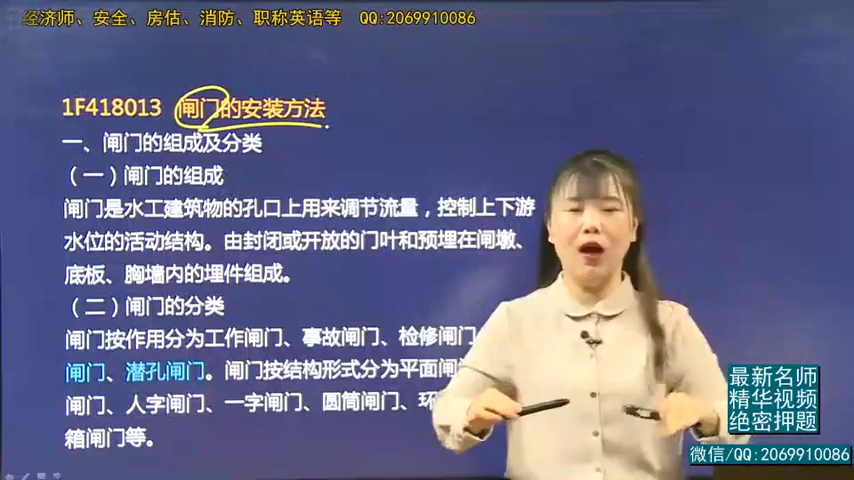 经济师、安全、房估、消防、职称英语等 QQ:2069910086
1F418013 闸门的安装方法
一、闸门的组成及分类
（一）闸门的组成
闸门是水工建筑物的孔口上用来调节流量，控制上下游
水位的活动结构。由封闭或开放的门叶和预埋在闸墩、
底板、胸墙内的埋件组成。
（二）闸门的分类
闸门按作用分为工作闸门、事故闸门、检修闸门
闸门、潜孔闸门。闸门按结构形式分为平面闸
闸门、人字闸门、一字闸门、圆筒闸门、环
箱闸门等。
最新名师
精华视频
绝密押题
微信/QQ:2069910086